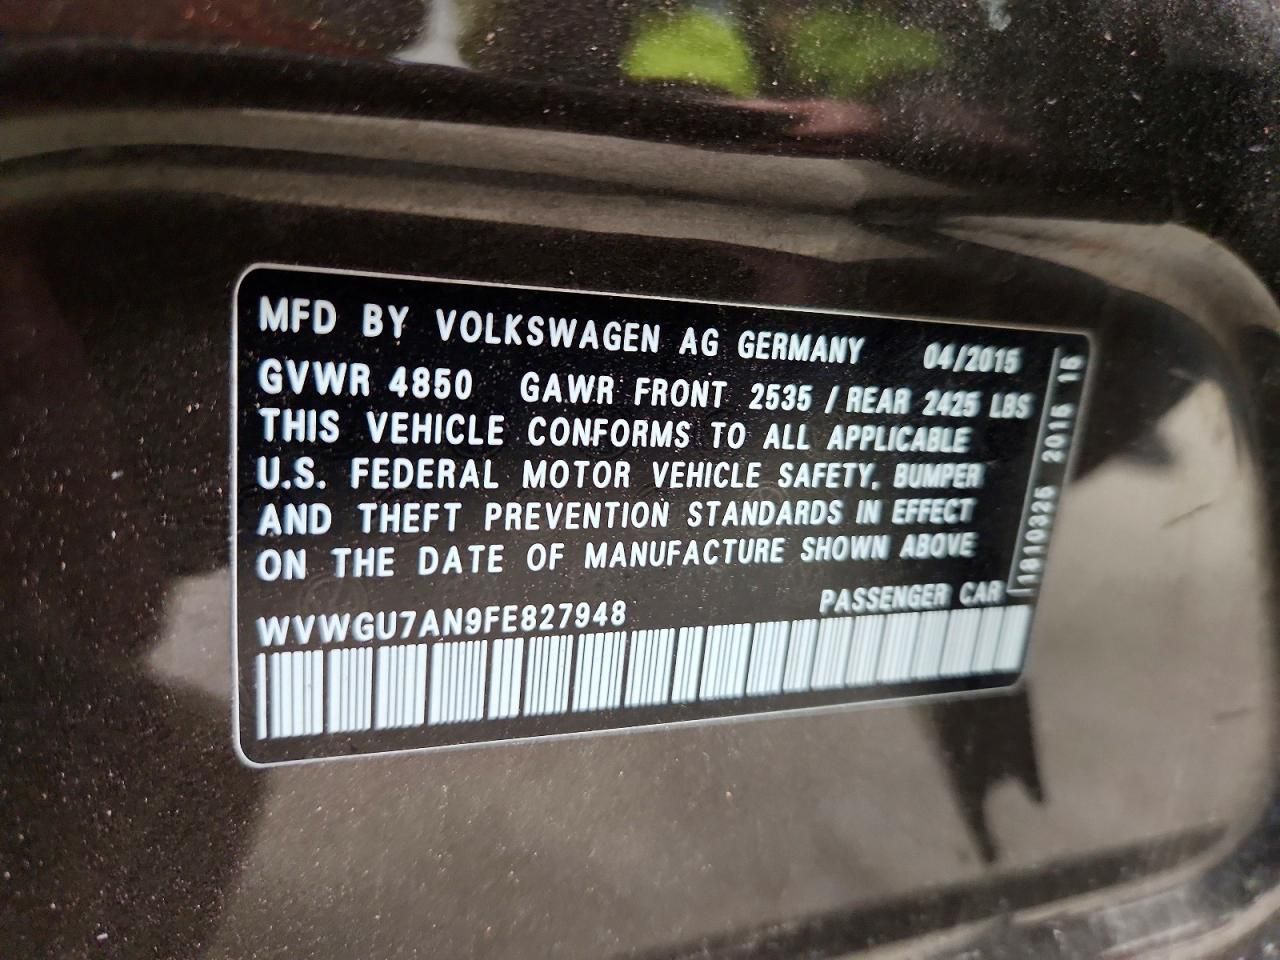 MFD BY VOLKSWAGEN AG GERMANY 04/2015
GVWR 4850 GAWR FRONT 2535 / REAR 2425 LBS
THIS VEHICLE CONFORMS TO ALL APPLICABLE
U.S. FEDERAL MOTOR VEHICLE SAFETY, BUMPER
AND THEFT PREVENTION STANDARDS IN EFFECT
ON THE DATE OF MANUFACTURE SHOWN ABOVE
WVWGU7AN9FE827948 PASSENGER CAR
1810325 2015 15